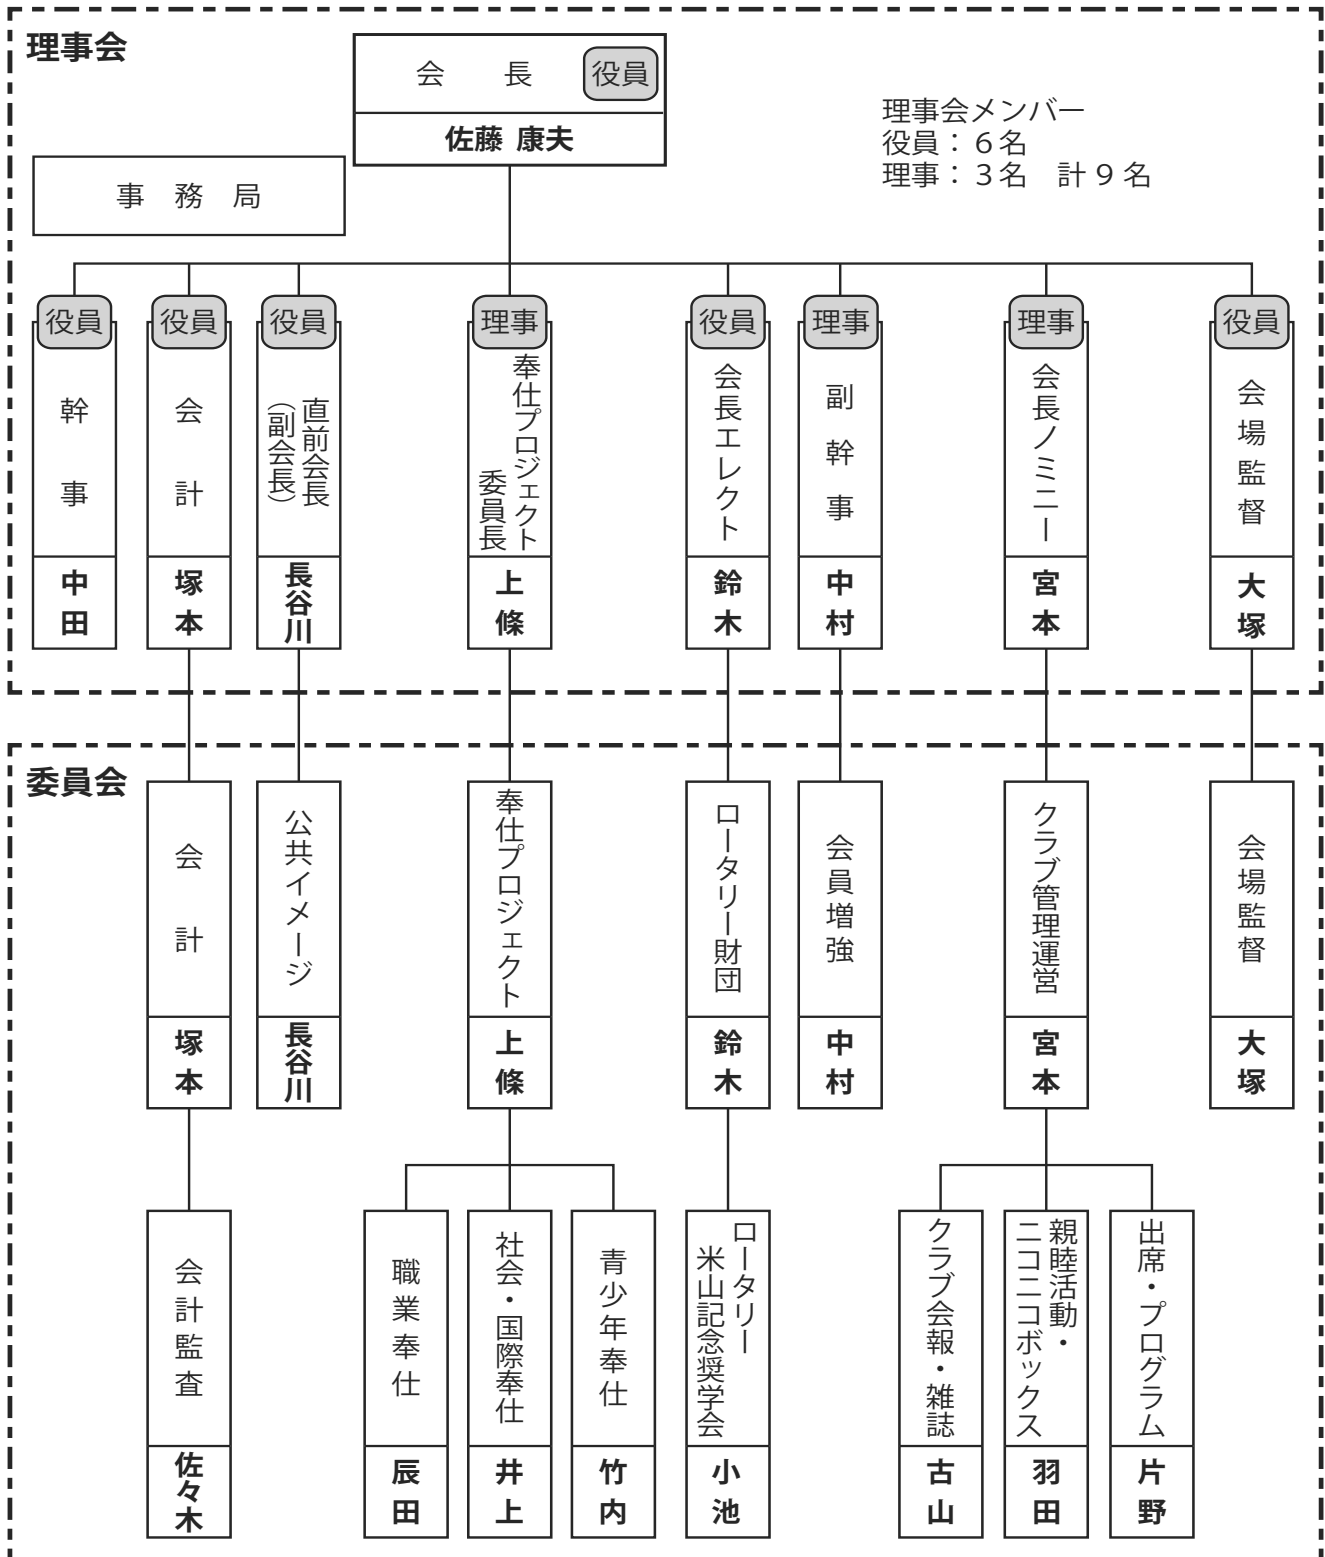 理事会
会長
役員
佐藤 康夫
理事会メンバー
役員：６名
理事：３名　計９名
事務局
役員
幹事
中田
役員
会計
塚本
役員
直前会長
（副会長）
長谷川
理事
奉仕プロジェクト
委員長
上條
役員
会長エレクト
鈴木
理事
副幹事
中村
理事
会長ノミニー
宮本
役員
会場監督
大塚
委員会
会計
塚本
公共イメージ
長谷川
奉仕プロジェクト
上條
ロータリー財団
鈴木
会員増強
中村
クラブ管理運営
宮本
会場監督
大塚
会計監査
佐々木
職業奉仕
辰田
社会・国際奉仕
井上
青少年奉仕
竹内
ロータリー
米山記念奨学会
小池
クラブ会報・雑誌
古山
親睦活動・
ニコニコボックス
羽田
出席・プログラム
片野